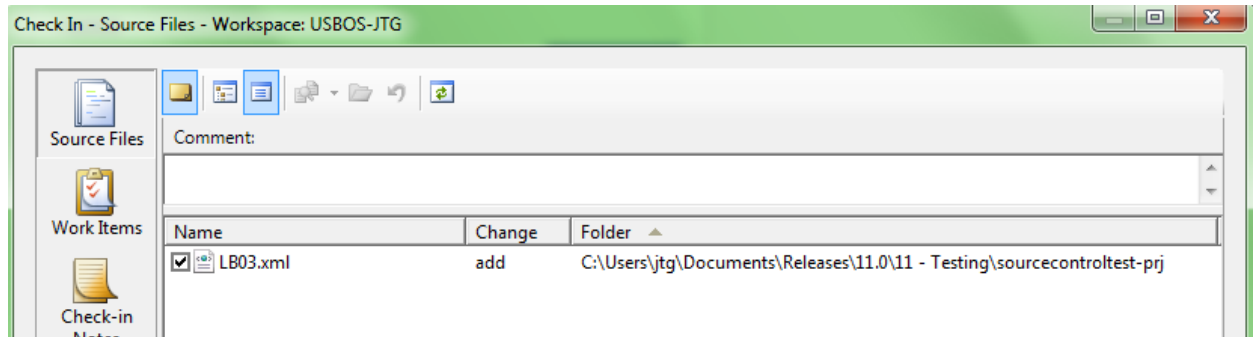 Check In - Source Files - Workspace: USBOS-JTG
Source Files
Comment:
Work Items
Name Change Folder
LB03.xml add C:\Users\jtg\Documents\Releases\11.0\11 - Testing\sourcecontroltest-prj
Check-in
Notes